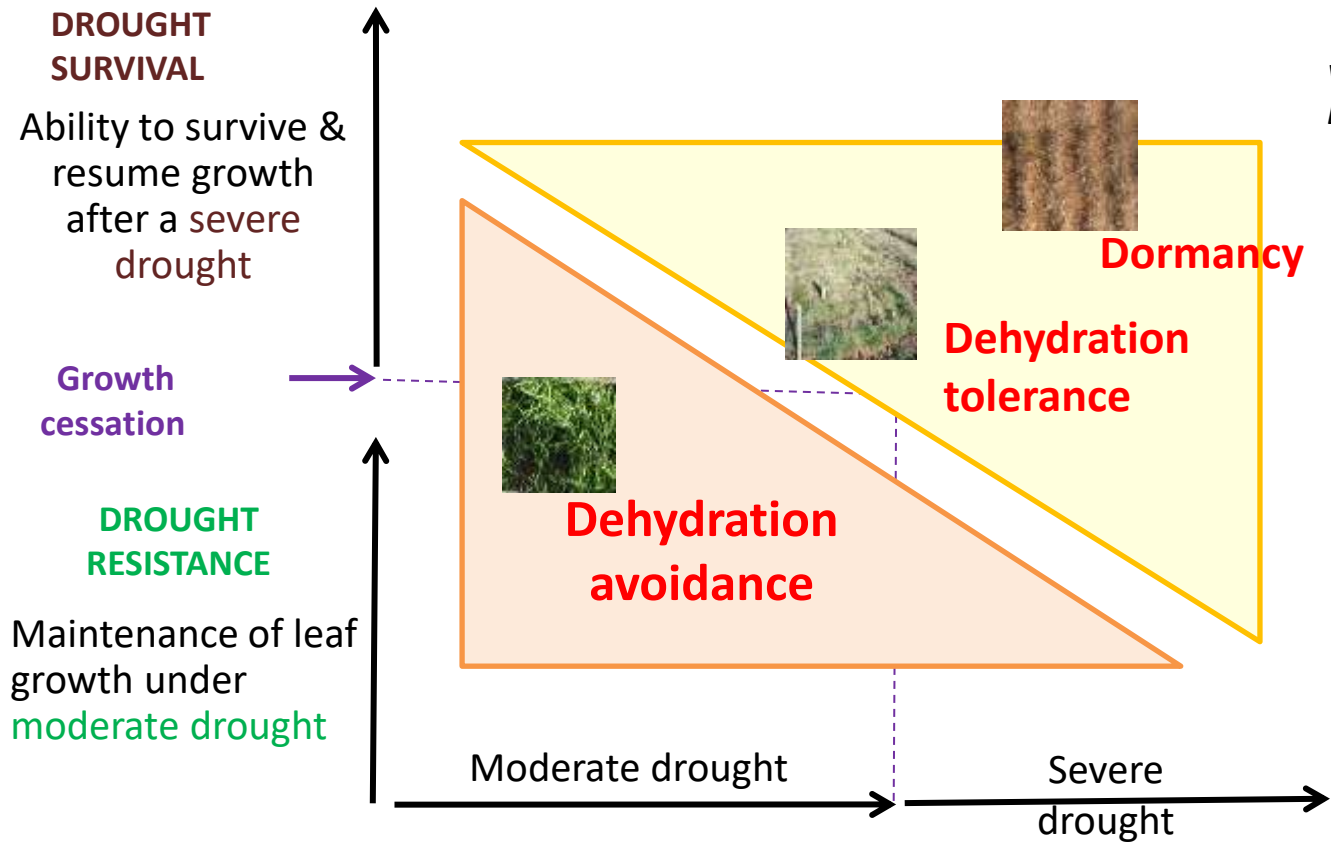 DROUGHT
SURVIVAL
Ability to survive &
resume growth
after a severe
drought
Growth
cessation
DROUGHT
RESISTANCE
Maintenance of leaf
growth under
moderate drought
Dormancy
Dehydration
tolerance
Dehydration
avoidance
Moderate drought
Severe
drought